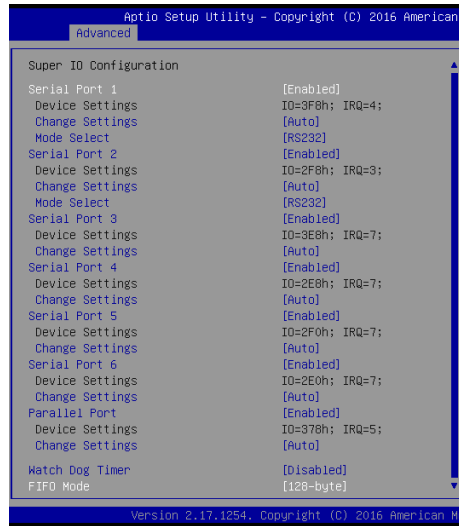 Aptio Setup Utility – Copyright (C) 2016 American
Advanced
Super IO Configuration
Serial Port 1 [Enabled]
Device Settings IO=3F8h; IRQ=4;
Change Settings [Auto]
Mode Select [RS232]
Serial Port 2 [Enabled]
Device Settings IO=2F8h; IRQ=3;
Change Settings [Auto]
Mode Select [RS232]
Serial Port 3 [Enabled]
Device Settings IO=3E8h; IRQ=7;
Change Settings [Auto]
Serial Port 4 [Enabled]
Device Settings IO=2E8h; IRQ=7;
Change Settings [Auto]
Serial Port 5 [Enabled]
Device Settings IO=2F0h; IRQ=7;
Change Settings [Auto]
Serial Port 6 [Enabled]
Device Settings IO=2E0h; IRQ=7;
Change Settings [Auto]
Parallel Port [Enabled]
Device Settings IO=378h; IRQ=5;
Change Settings [Auto]
Watch Dog Timer [Disabled]
FIFO Mode [128-byte]
Version 2.17.1254. Copyright (C) 2016 American M